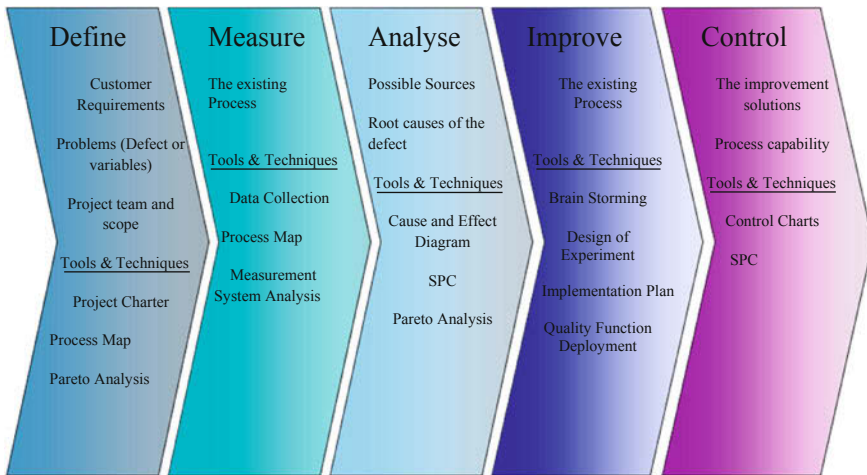 Define
Customer
Requirements
Problems (Defect or
variables)
Project team and
scope
Tools & Techniques
Project Charter
Process Map
Pareto Analysis
Measure
The existing
Process
Tools & Techniques
Data Collection
Process Map
Measurement
System Analysis
Analyse
Possible Sources
Root causes of the
defect
Tools & Techniques
Cause and Effect
Diagram
SPC
Pareto Analysis
Improve
The existing
Process
Tools & Techniques
Brain Storming
Design of
Experiment
Implementation Plan
Quality Function
Deployment
Control
The improvement
solutions
Process capability
Tools & Techniques
Control Charts
SPC